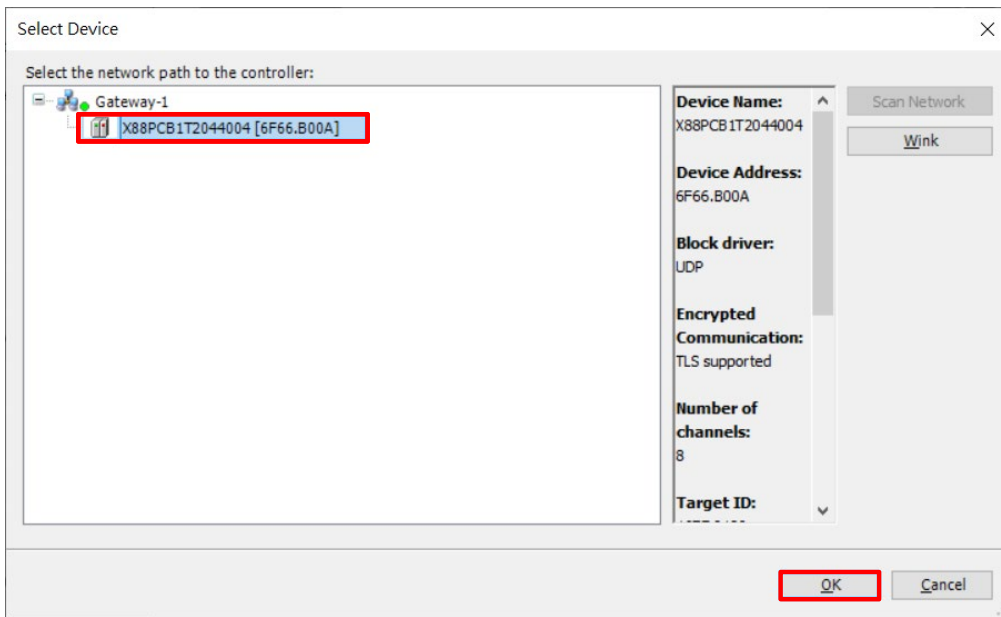 Select Device
Select the network path to the controller:
Gateway-1
X88PCB1T2044004 [6F66.B00A]
Device Name:
X88PCB1T2044004
Device Address:
6F66.B00A
Block driver:
UDP
Encrypted
Communication:
TLS supported
Number of
channels:
8
Target ID:
Scan Network
Wink
OK
Cancel